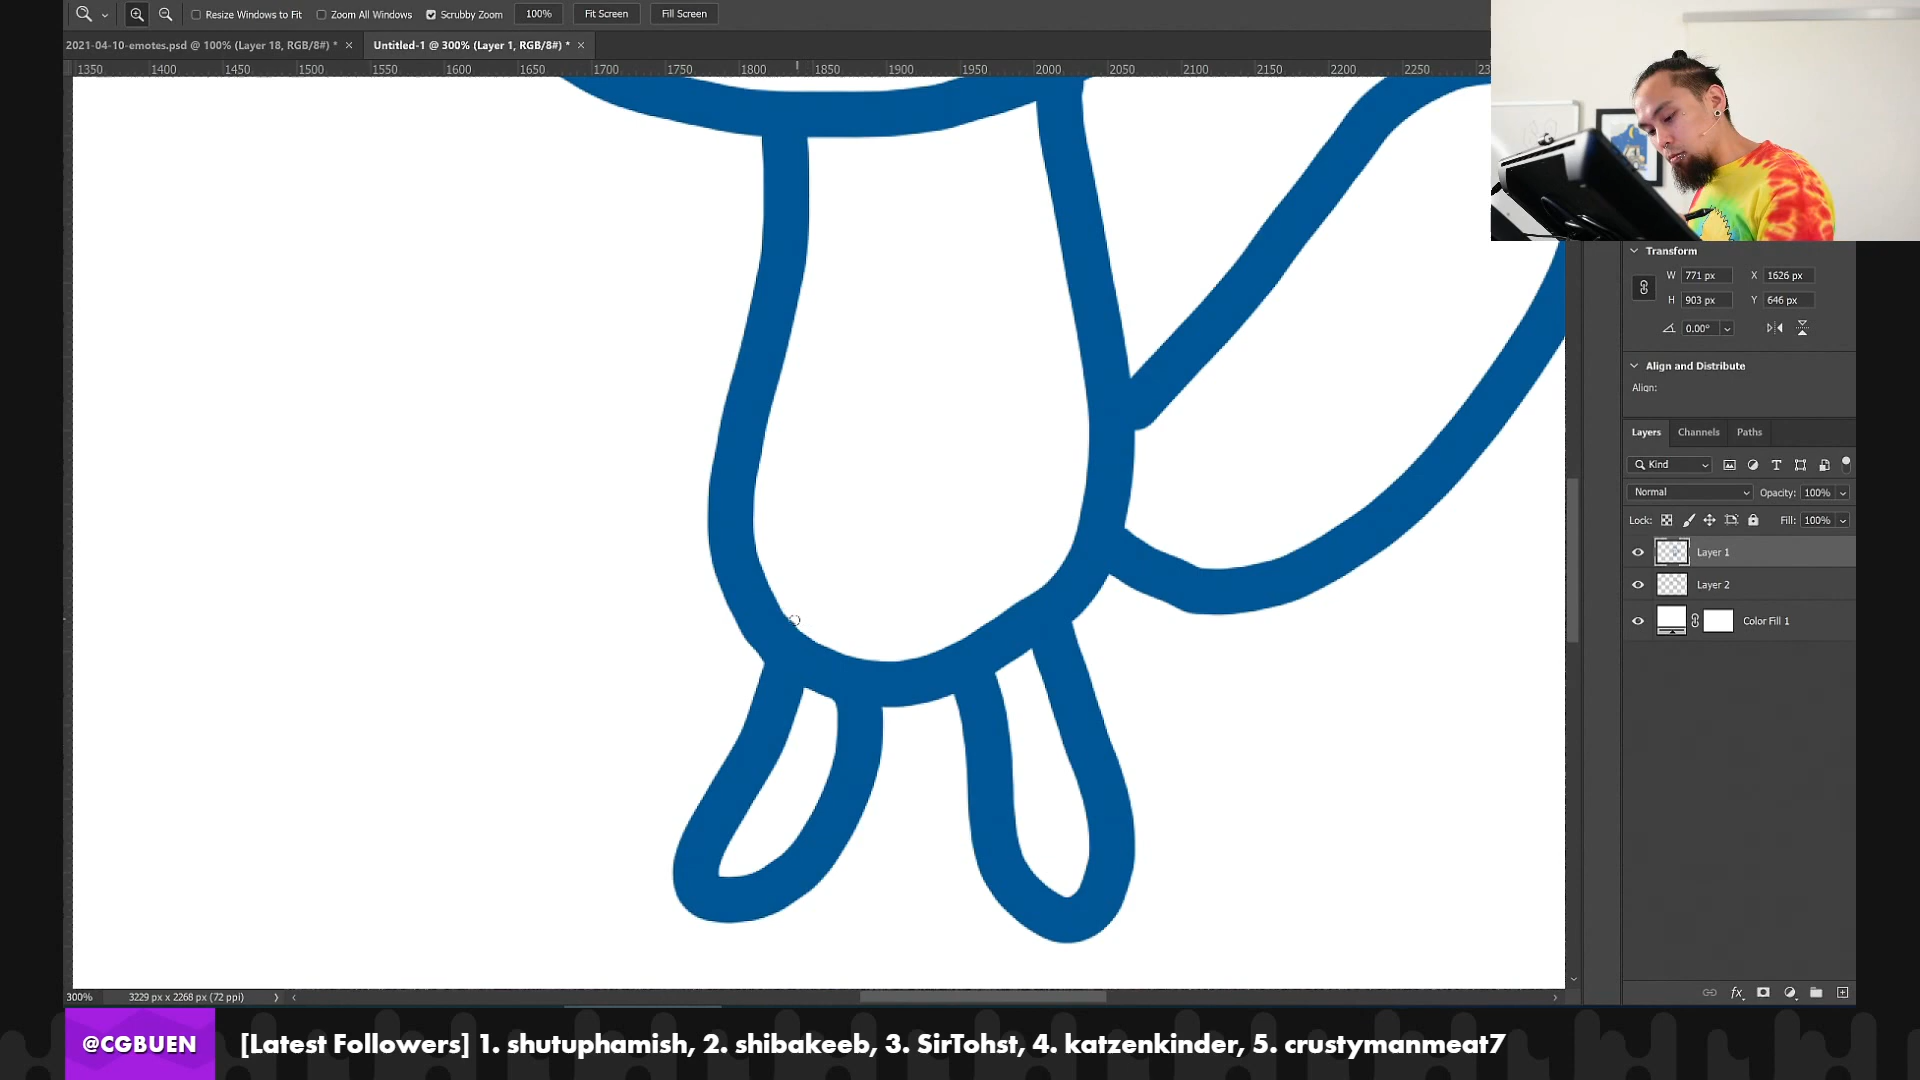 Resize Windows to Fit Zoom All Windows Scrubby Zoom 100% Fit Screen Fill Screen
2021-04-10-emotes.psd @ 100% (Layer 18, RGB/8#) * × Untitled-1 @ 300% (Layer 1, RGB/8#) * ×
1350 1400 1450 1500 1550 1600 1650 1700 1750 1800 1850 1900 1950 2000 2050 2100 2150 2200 2250
Transform
W 771 px X 1626 px
H 903 px Y 646 px
0.00°
Align and Distribute
Align:
Layers Channels Paths
Kind
Normal Opacity: 100%
Lock: Fill: 100%
Layer 1
Layer 2
Color Fill 1
fx
300% 3229 px x 2268 px (72 ppi)
@CGBUEN [Latest Followers] 1. shutuphamish, 2. shibakeeb, 3. SirTohst, 4. katzenkinder, 5. crustymanmeat7